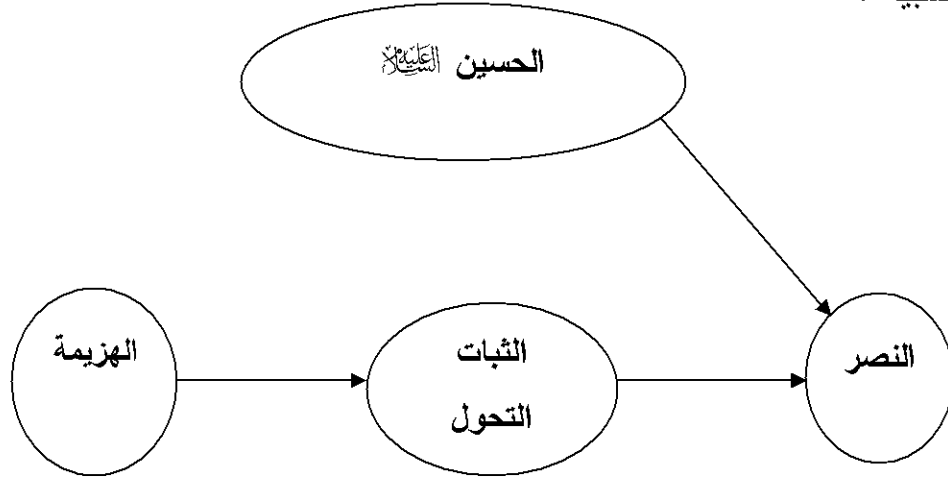 الحسين عليه السلام
الهزيمة
الثبات
التحول
النصر